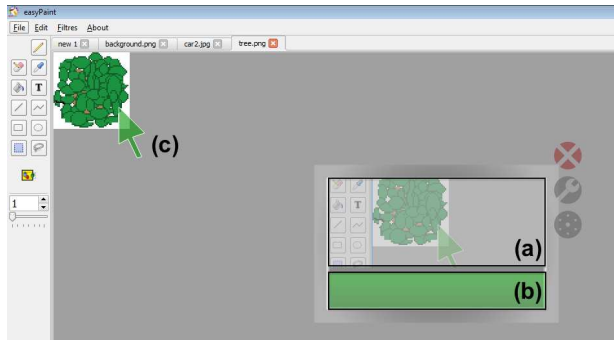 easyPaint
File Edit Filtres About
new 1 background.png car2.jpg tree.png
T
(c)
T
(a)
1
(b)